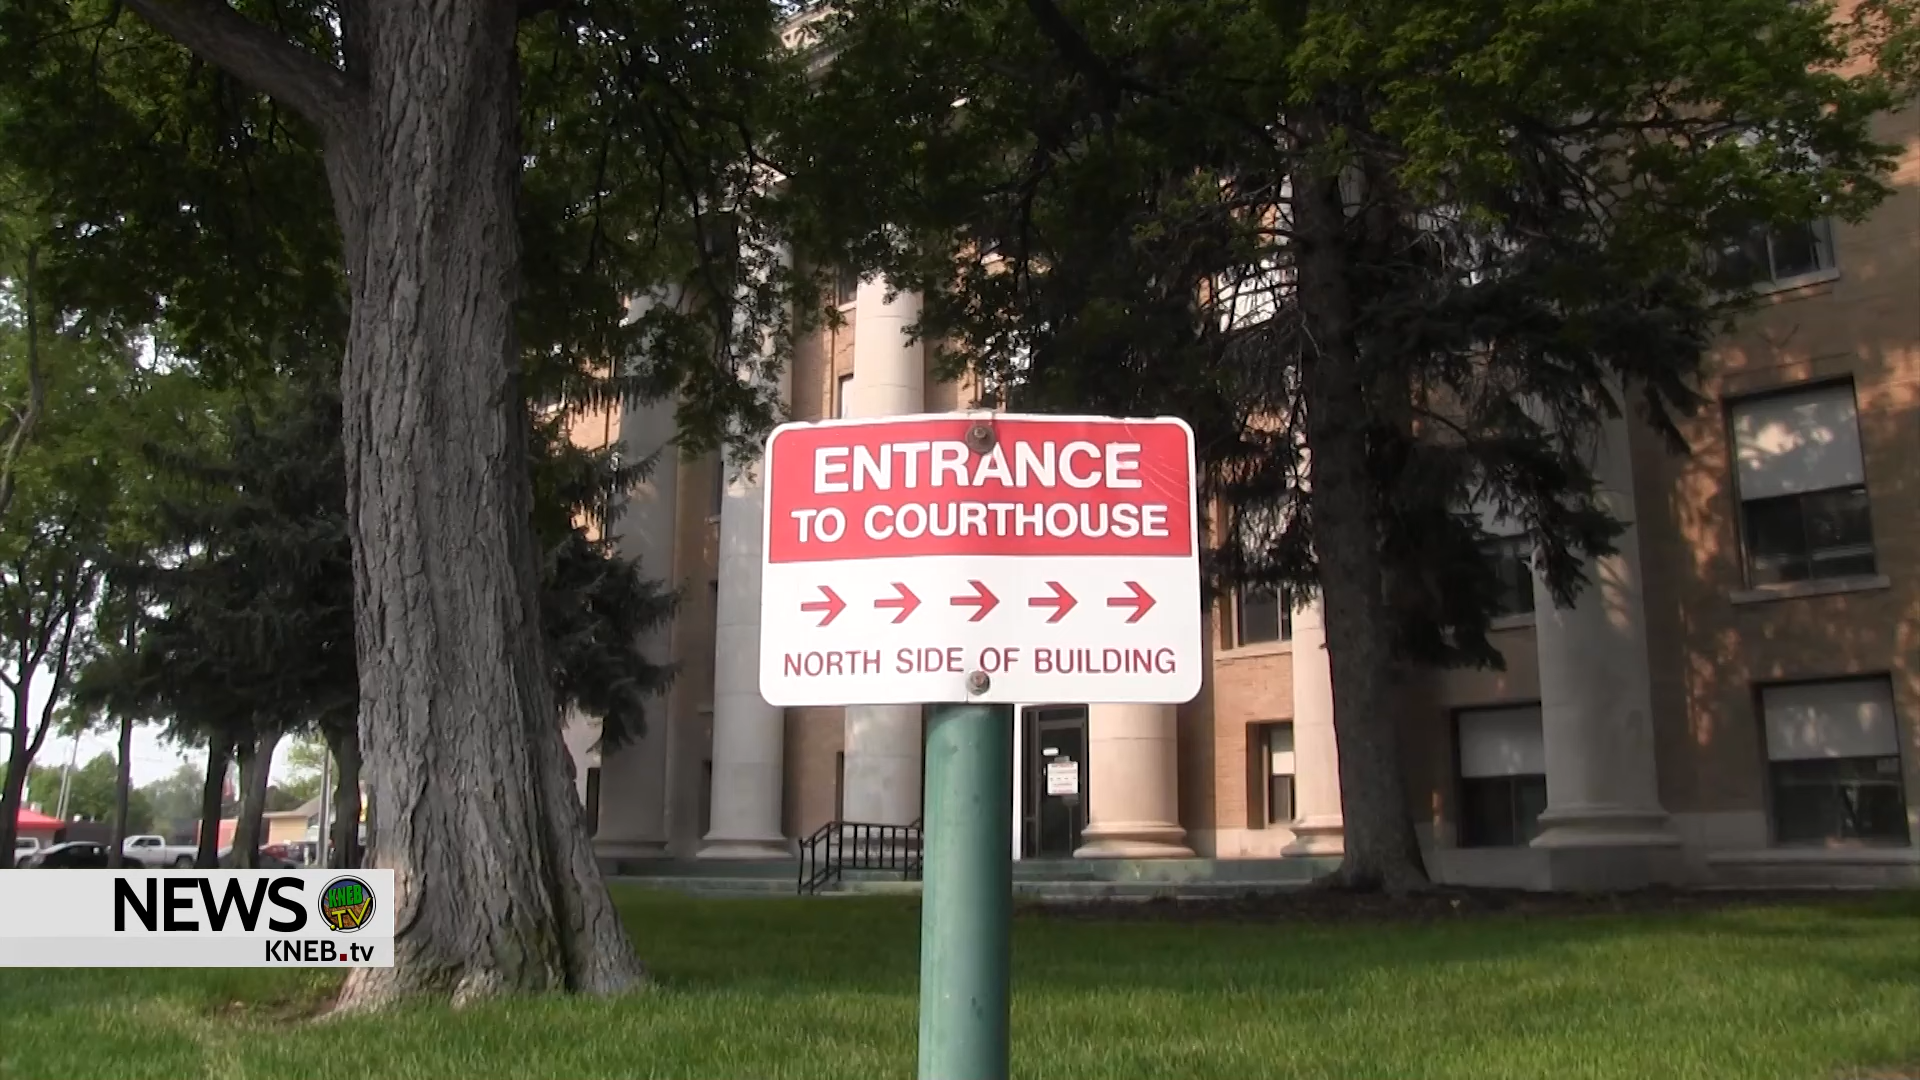 ENTRANCE
TO COURTHOUSE
NORTH SIDE OF BUILDING
NEWS
KNEB
.TV
KNEB.tv